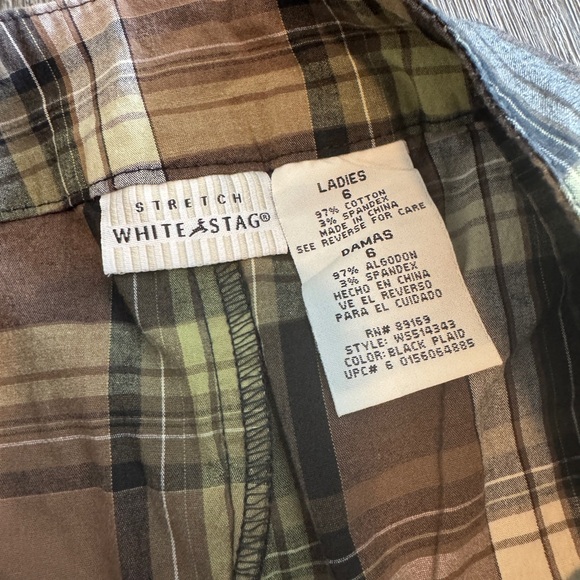 STRETCH
WHITE STAG®
LADIES
6
97% COTTON
3% SPANDEX
MADE IN CHINA
SEE REVERSE FOR CARE
DAMAS
6
97% ALGODON
3% SPANDEX
HECHO EN CHINA
VE EL REVERSO
PARA EL CUIDADO
RN# 89169
STYLE: WS514343
COLOR: BLACK PLAID
UPC# 6 0156064885